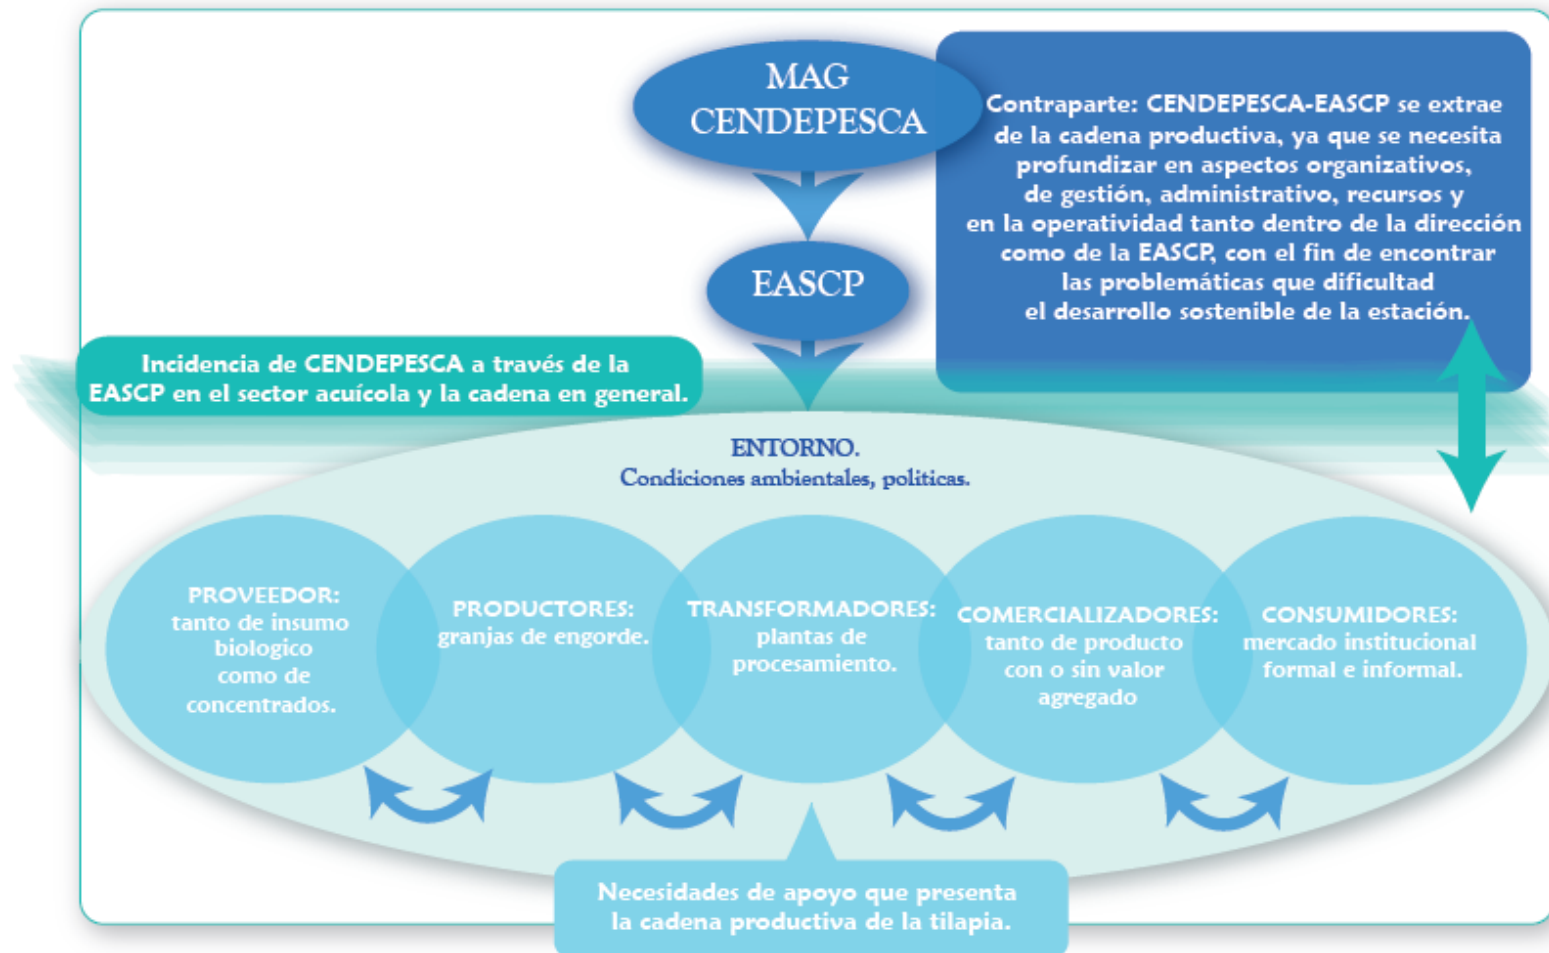 MAG
CENDEPESCA
Contraparte: CENDEPESCA-EASCP se extrae
de la cadena productiva, ya que se necesita
profundizar en aspectos organizativos,
de gestión, administrativo, recursos y
en la operatividad tanto dentro de la dirección
como de la EASCP, con el fin de encontrar
las problemáticas que dificultad
el desarrollo sostenible de la estación.
EASCP
Incidencia de CENDEPESCA a través de la
EASCP en el sector acuícola y la cadena en general.
ENTORNO.
Condiciones ambientales, politicas.
PROVEEDOR:
tanto de insumo
biologico
como de
concentrados.
PRODUCTORES:
granjas de engorde.
TRANSFORMADORES:
plantas de
procesamiento.
COMERCIALIZADORES:
tanto de producto
con o sin valor
agregado
CONSUMIDORES:
mercado institucional
formal e informal.
Necesidades de apoyo que presenta
la cadena productiva de la tilapia.